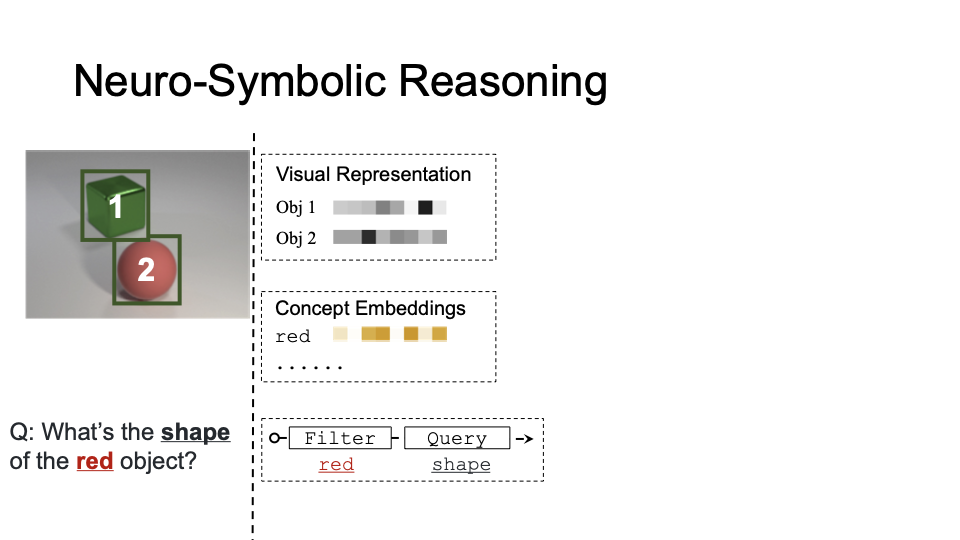 Neuro-Symbolic Reasoning
1
2
Visual Representation
Obj 1
Obj 2
Concept Embeddings
red
......
Q: What's the shape
of the red object?
Filter
Query
red
shape